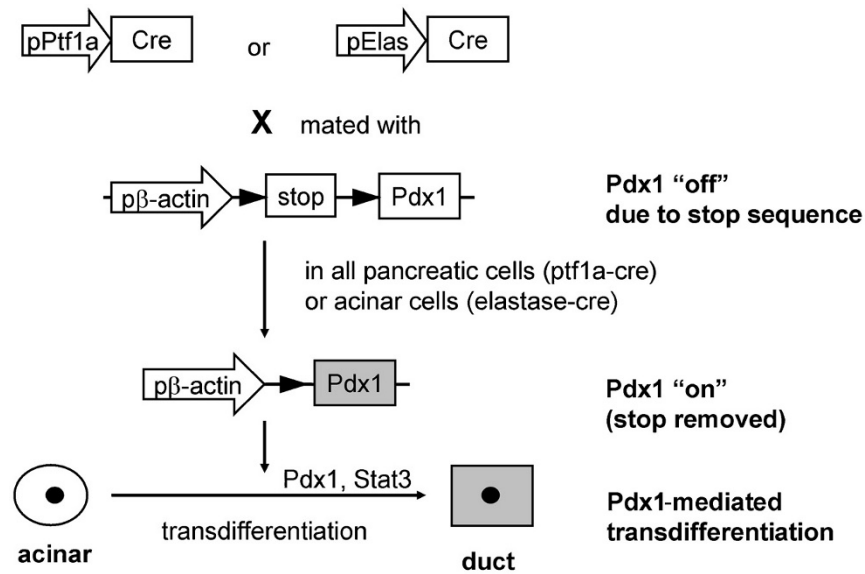 pPtf1a Cre or pElas Cre
X mated with
pβ-actin stop Pdx1
Pdx1 “off”
due to stop sequence
in all pancreatic cells (ptf1a-cre)
or acinar cells (elastase-cre)
pβ-actin Pdx1
Pdx1 “on”
(stop removed)
Pdx1, Stat3
transdifferentiation
acinar
duct
Pdx1-mediated
transdifferentiation